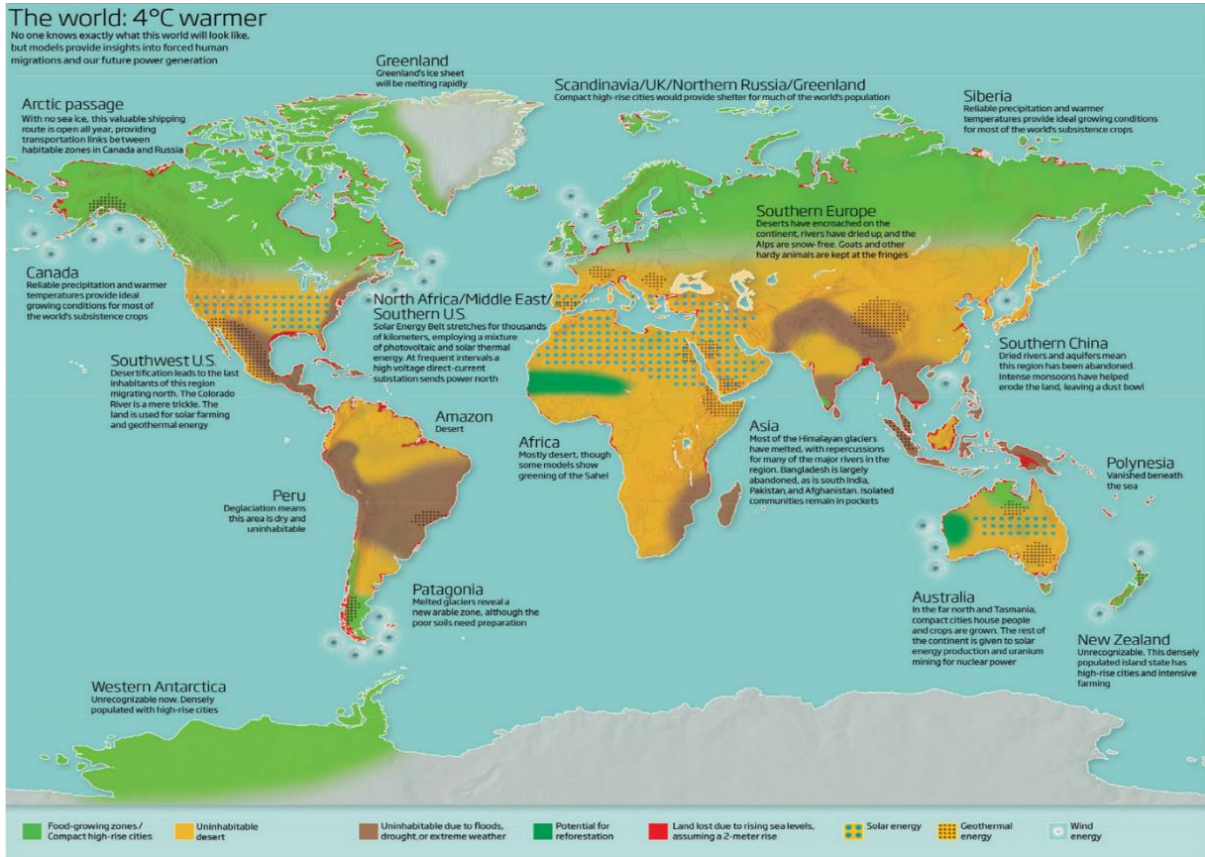 The world: 4°C warmer
No one knows exactly what this world will look like,
but models provide insights into forced human
migrations and our future power generation
Greenland
Greenland's ice sheet
will be melting rapidly
Scandinavia/UK/Northern Russia/Greenland
Compact high-rise cities would provide shelter for much of the world's population
Siberia
Reliable precipitation and warmer
temperatures provide ideal growing conditions
for most of the world's subsistence crops
Arctic passage
With no sea ice, this valuable shipping
route is open all year, providing
transportation links between
habitable zones in Canada and Russia
Southern Europe
Deserts have encroached on the
continent, rivers have dried up, and the
Alps are snow-free. Goats and other
hardy animals are kept at the fringes
Canada
Reliable precipitation and warmer
temperatures provide ideal
growing conditions for most of
the world's subsistence crops
North Africa/Middle East/
Southern U.S.
Solar Energy Belt stretches for thousands
of kilometers, employing a mixture
of photovoltaic and solar thermal
energy. At frequent intervals a
high voltage direct-current
substation sends power north
Southern China
Dried rivers and aquifers mean
this region has been abandoned.
Intense monsoons have helped
erode the land, leaving a dust bowl
Southwest U.S.
Desertification leads to the last
inhabitants of this region
migrating north. The Colorado
River is a mere trickle. The
land is used for solar farming
and geothermal energy
Amazon
Desert
Africa
Mostly desert, though
some models show
greening of the Sahel
Asia
Most of the Himalayan glaciers
have melted, with repercussions
for many of the major rivers in the
region. Bangladesh is largely
abandoned, as is south India,
Pakistan, and Afghanistan. Isolated
communities remain in pockets
Polynesia
Vanished beneath
the sea
Peru
Deglaciation means
this area is dry and
uninhabitable
Patagonia
Melted glaciers reveal a
new arable zone, although the
poor soils need preparation
Australia
In the far north and Tasmania,
compact cities house people
and crops are grown. The rest of
the continent is given to solar
energy production and uranium
mining for nuclear power
New Zealand
Unrecognizable. This densely
populated island state has
high-rise cities and intensive
farming
Western Antarctica
Unrecognizable now. Densely
populated with high-rise cities
Food-growing zones/
Compact high-rise cities
Uninhabitable
desert
Uninhabitable due to floods,
drought, or extreme weather
Potential for
reforestation
Land lost due to rising sea levels,
assuming a 2-meter rise
Solar energy
Geothermal
energy
Wind
energy